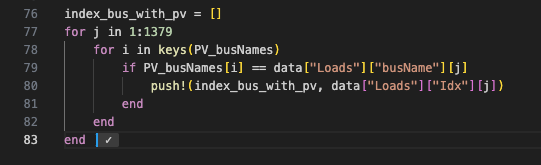 76 index_bus_with_pv = []
77 for j in 1:1379
78 for i in keys(PV_busNames)
79 if PV_busNames[i] == data["Loads"]["busName"][j]
80 push!(index_bus_with_pv, data["Loads"]["Idx"][j])
81 end
82 end
83 end ✓